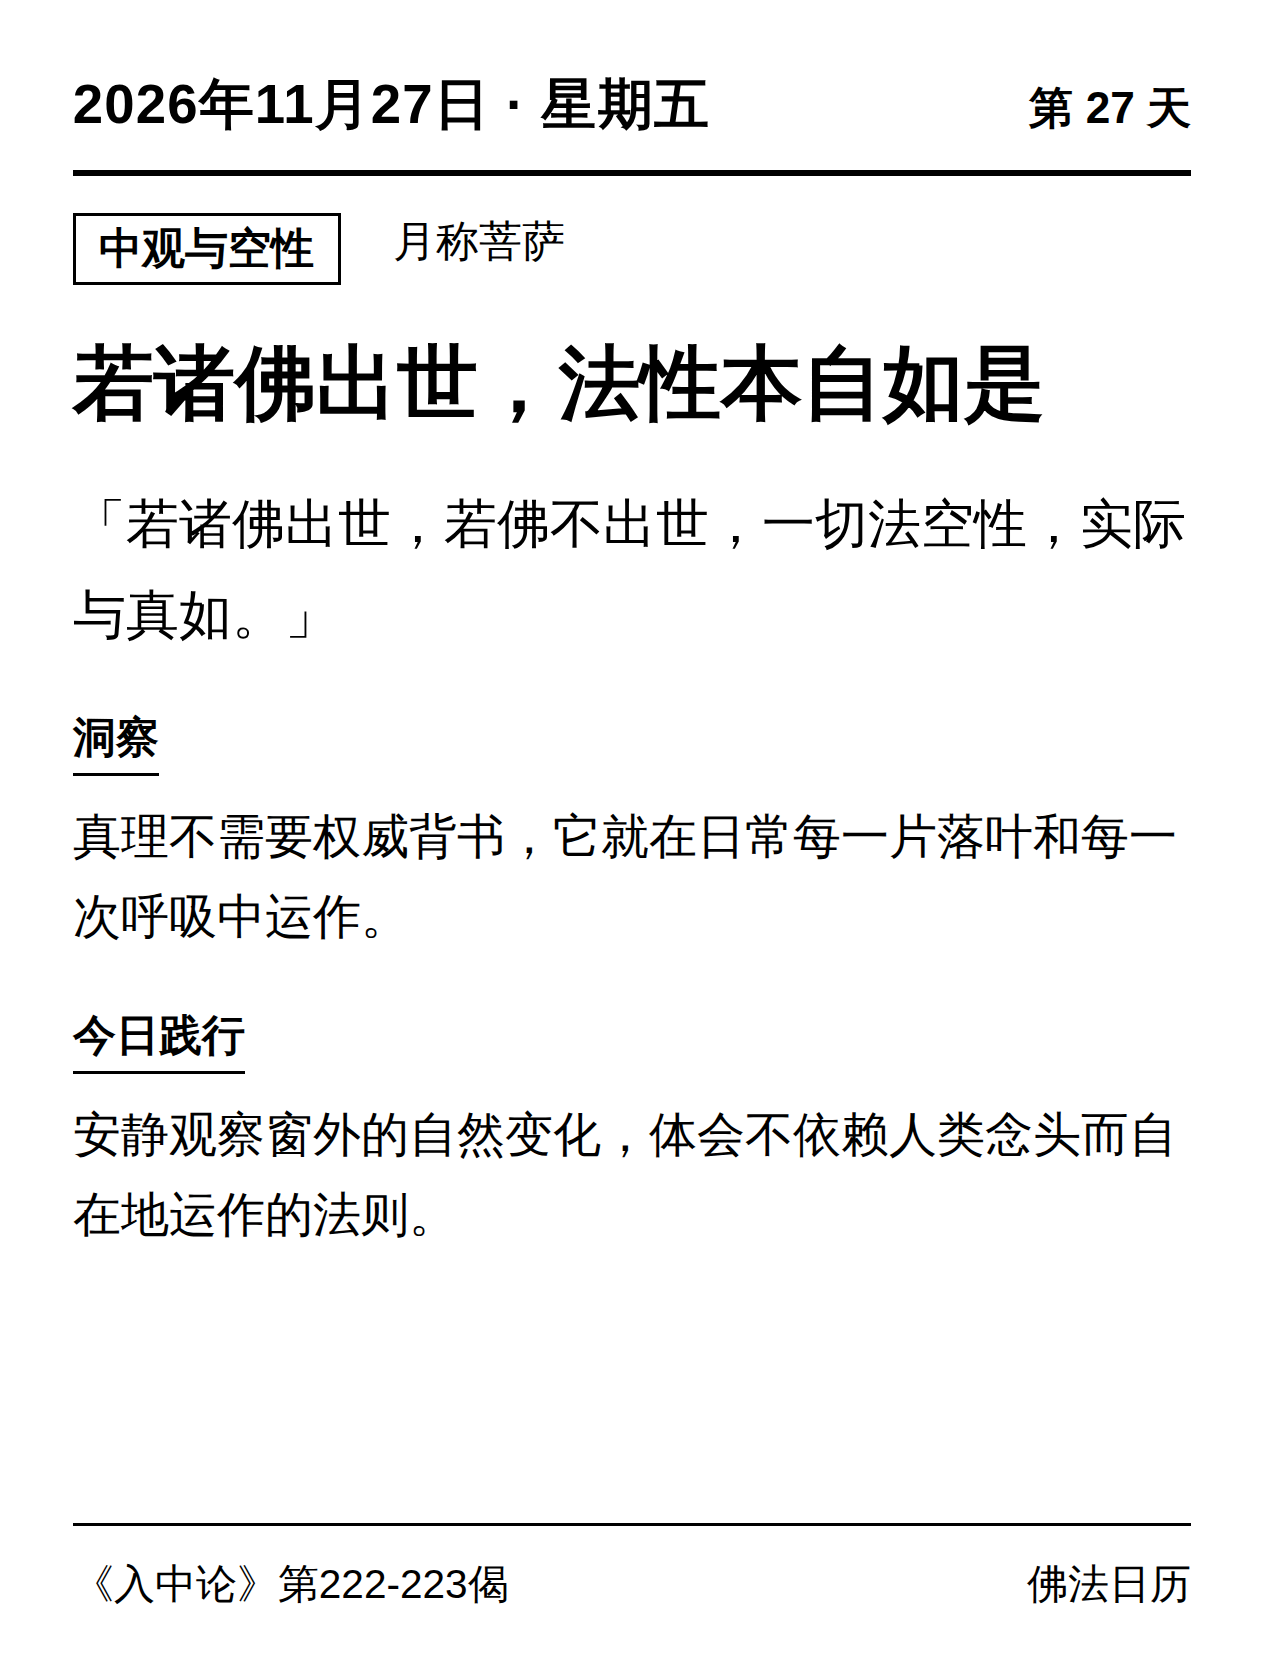 2026年11月27日 · 星期五
第 27 天
中观与空性
月称菩萨
若诸佛出世，法性本自如是
「若诸佛出世，若佛不出世，一切法空性，实际
与真如。」
洞察
真理不需要权威背书，它就在日常每一片落叶和每一
次呼吸中运作。
今日践行
安静观察窗外的自然变化，体会不依赖人类念头而自
在地运作的法则。
《入中论》第222-223偈
佛法日历